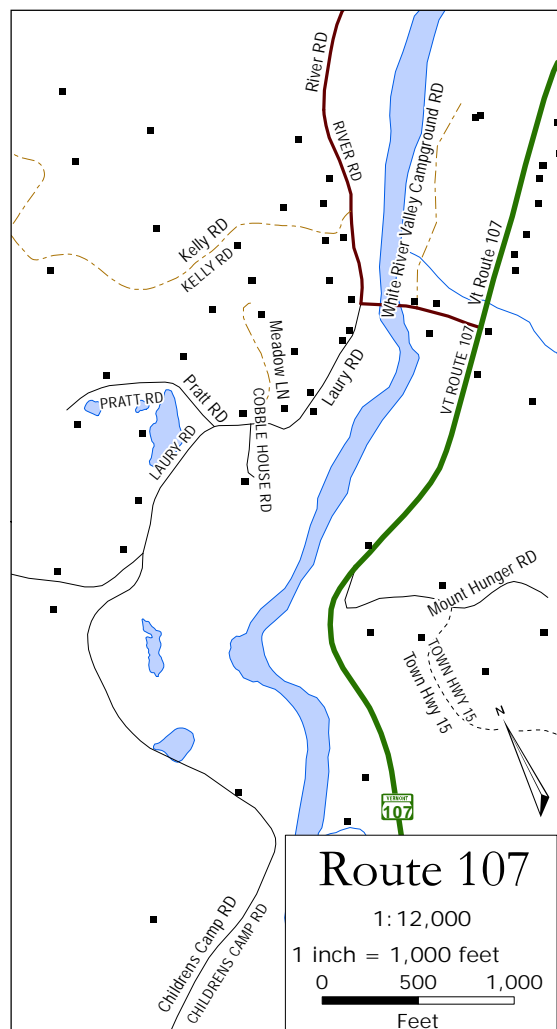 River RD
RIVER RD
White River Valley Campground RD
Kelly RD
KELLY RD
Vt Route 107
VT ROUTE 107
Meadow LN
Laury RD
PRATT RD
Pratt RD
LAURY RD
COBBLE HOUSE RD
Mount Hunger RD
TOWN HWY 15
Town Hwy 15
N
VERMONT
107
Childrens Camp RD
CHILDRENS CAMP RD
Route 107
1:12,000
1 inch = 1,000 feet
0 500 1,000
Feet